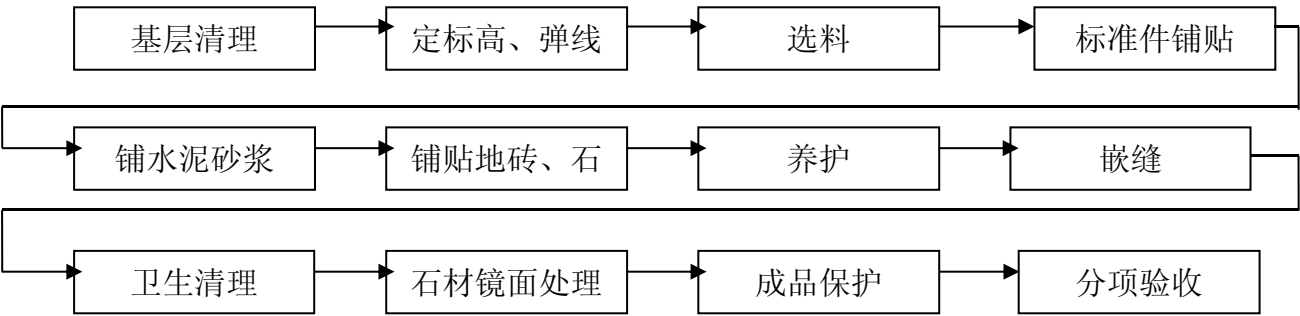 基层清理 定标高、弹线 选料 标准件铺贴
铺水泥砂浆 铺贴地砖、石 养护 嵌缝
卫生清理 石材镜面处理 成品保护 分项验收